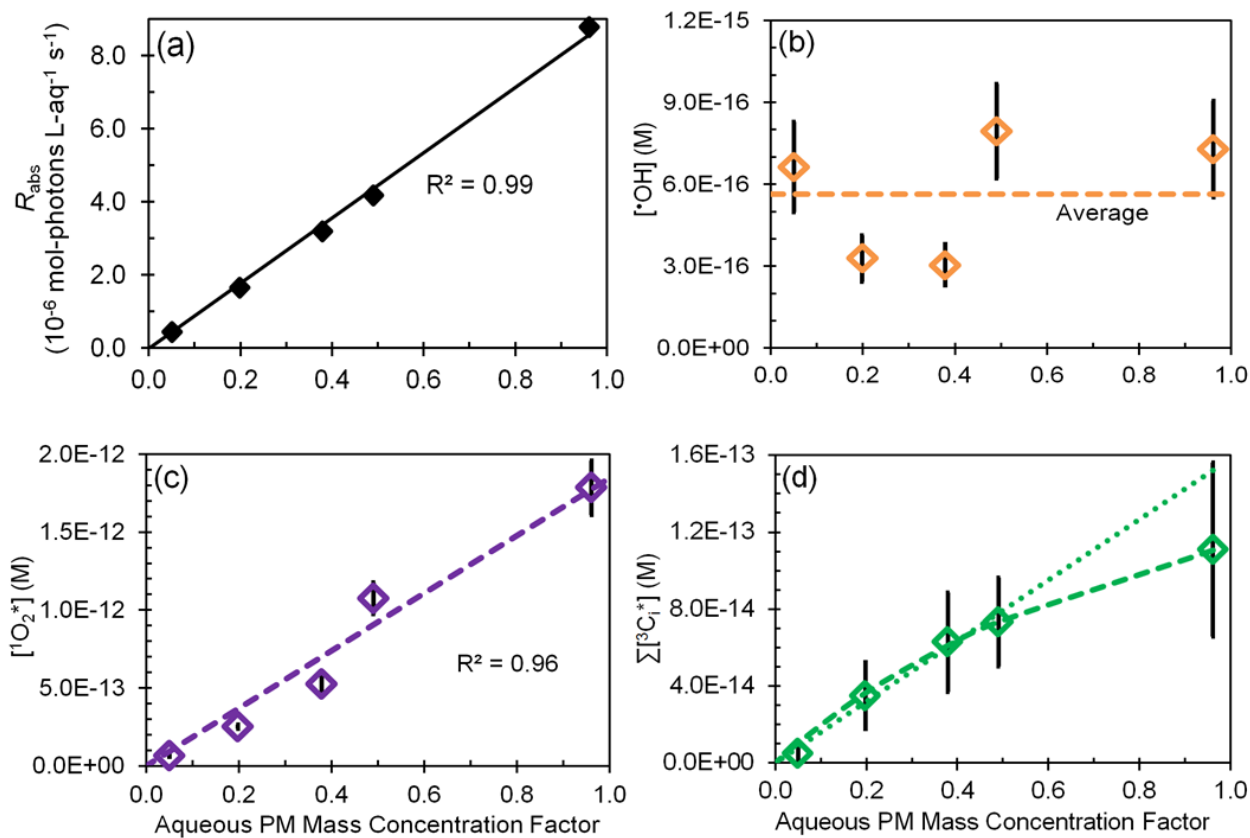 (a)
R_abs
(10⁻⁶ mol-photons L-aq⁻¹ s⁻¹)
8.0
6.0
4.0
2.0
0.0
R² = 0.99
0.0 0.2 0.4 0.6 0.8 1.0
(b)
[•OH] (M)
1.2E-15
9.0E-16
6.0E-16
3.0E-16
0.0E+00
Average
0.0 0.2 0.4 0.6 0.8 1.0
(c)
[¹O₂*] (M)
2.0E-12
1.5E-12
1.0E-12
5.0E-13
0.0E+00
R² = 0.96
0.0 0.2 0.4 0.6 0.8 1.0
Aqueous PM Mass Concentration Factor
(d)
∑[³Cᵢ*] (M)
1.6E-13
1.2E-13
8.0E-14
4.0E-14
0.0E+00
0.0 0.2 0.4 0.6 0.8 1.0
Aqueous PM Mass Concentration Factor